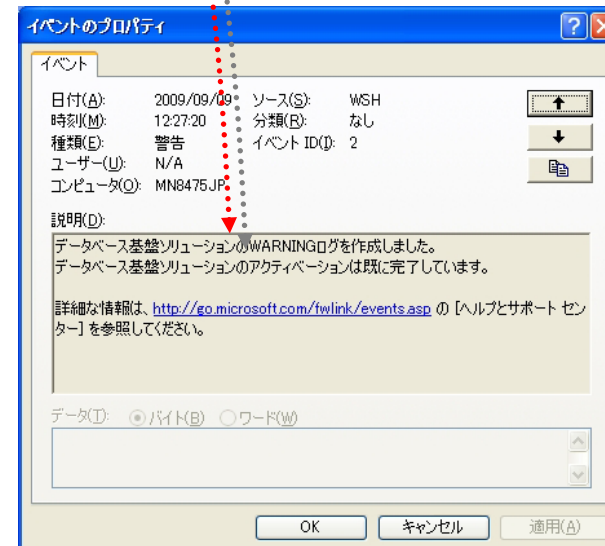 イベントのプロパティ
イベント
日付(A): 2009/09/09 ソース(S): WSH
時刻(M): 12:27:20 分類(R): なし
種類(E): 警告 イベント ID(I): 2
ユーザー(U): N/A
コンピュータ(O): MN8475JP
説明(D):
データベース基盤ソリューションのWARNINGログを作成しました。
データベース基盤ソリューションのアクティベーションは既に完了しています。
詳細な情報は、http://go.microsoft.com/fwlink/events.asp の [ヘルプとサポート セン
ター] を参照してください。
データ(T): バイト(B) ワード(W)
OK キャンセル 適用(A)